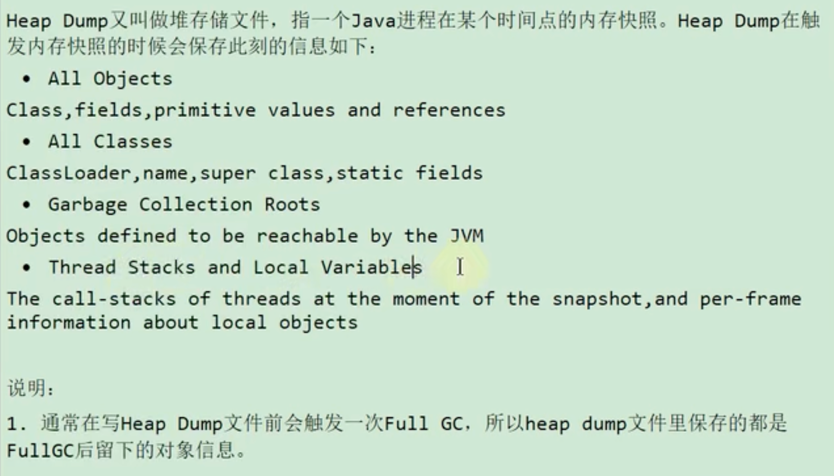 Heap Dump又叫做堆存储文件，指一个Java进程在某个时间点的内存快照。Heap Dump在触
发内存快照的时候会保存此刻的信息如下：
• All Objects
Class,fields,primitive values and references
• All Classes
ClassLoader,name,super class,static fields
• Garbage Collection Roots
Objects defined to be reachable by the JVM
• Thread Stacks and Local Variables
The call-stacks of threads at the moment of the snapshot,and per-frame
information about local objects
说明：
1. 通常在写Heap Dump文件前会触发一次Full GC，所以heap dump文件里保存的都是
FullGC后留下的对象信息。